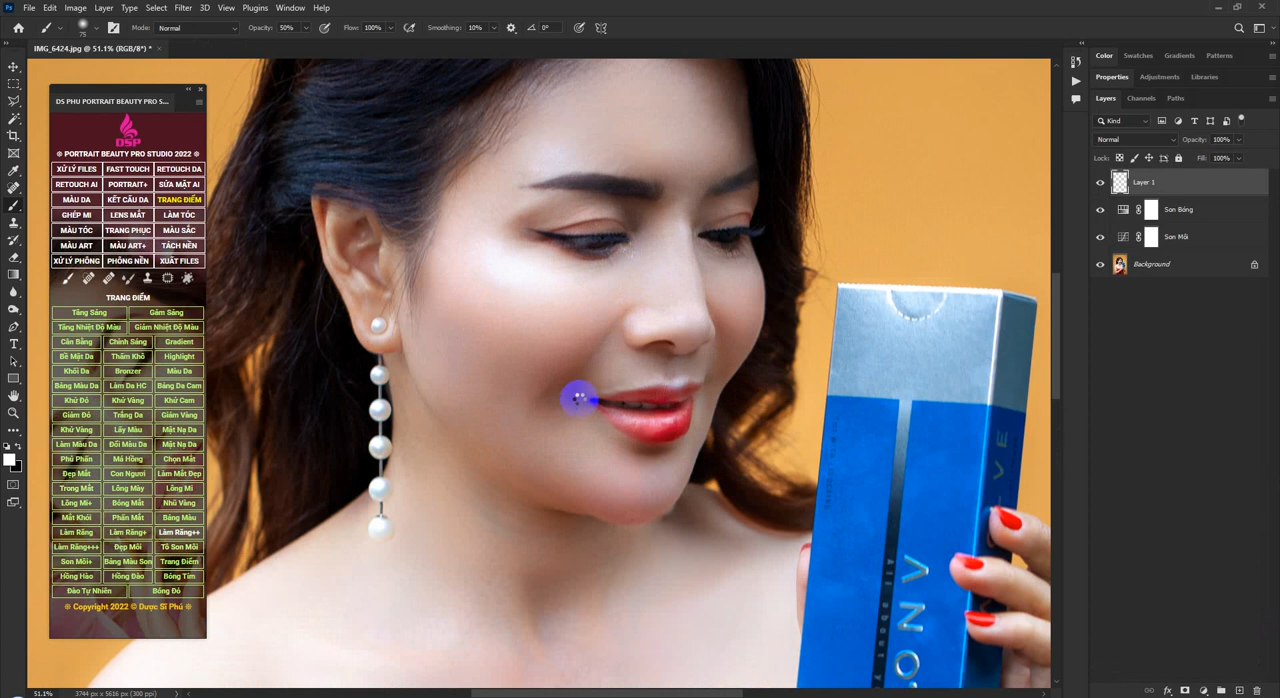 File Edit Image Layer Type Select Filter 3D View Plugins Window Help
75 Mode: Normal Opacity: 50% Flow: 100% Smoothing: 10% 0°
IMG_6424.jpg @ 51.1% (RGB/8*) *
DS PHU PORTRAIT BEAUTY PRO S...
DSP
PORTRAIT BEAUTY PRO STUDIO 2022
XỬ LÝ FILES FAST TOUCH RETOUCH DA
RETOUCH AI PORTRAIT+ SỬA MẶT AI
MÀU DA KẾT CẤU DA TRANG ĐIỂM
GHÉP MI LENS MẮT LÀM TÓC
MÀU TÓC TRANG PHỤC MÀU SẮC
MÀU ART MÀU ART+ TÁCH NỀN
XỬ LÝ PHÔNG PHÔNG NỀN XUẤT FILES
TRANG ĐIỂM
Tăng Sáng Giảm Sáng
Tăng Nhiệt Độ Màu Giảm Nhiệt Độ Màu
Cân Bằng Chỉnh Sáng Gradient
Bề Mặt Da Thấm Khô Highlight
Khối Da Bronzer Màu Da
Bảng Màu Da Làm Da HC Bảng Da Cam
Khử Đỏ Khử Cam Khử Vàng
Giảm Đỏ Trắng Da Giảm Vàng
Khử Vàng Lấy Màu Mặt Nạ Da
Làm Màu Da Đổi Màu Da Mặt Nạ Da
Phủ Phấn Má Hồng Chọn Mắt
Đẹp Mắt Con Ngươi Làm Mắt Đẹp
Trong Mắt Lông Mày Lông Mi
Lông Mi+ Bóng Mắt Nhũ Vàng
Mắt Khói Phấn Mắt Bảng Màu
Làm Răng Làm Răng+ Làm Răng++
Làm Răng+++ Đẹp Môi Tô Son Môi
Son Môi+ Bảng Màu Son Trang Điểm
Hồng Hào Hồng Đào Bóng Tím
Đào Tự Nhiên Bóng Đỏ
Copyright 2022 © Dược Sĩ Phú
Color Swatches Gradients Patterns
Properties Adjustments Libraries
Layers Channels Paths
Kind
Normal Opacity: 100%
Lock: Fill: 100%
Layer 1
Son Bóng
Son Môi
Background
51.1% 3744 px x 5616 px (300 ppi)